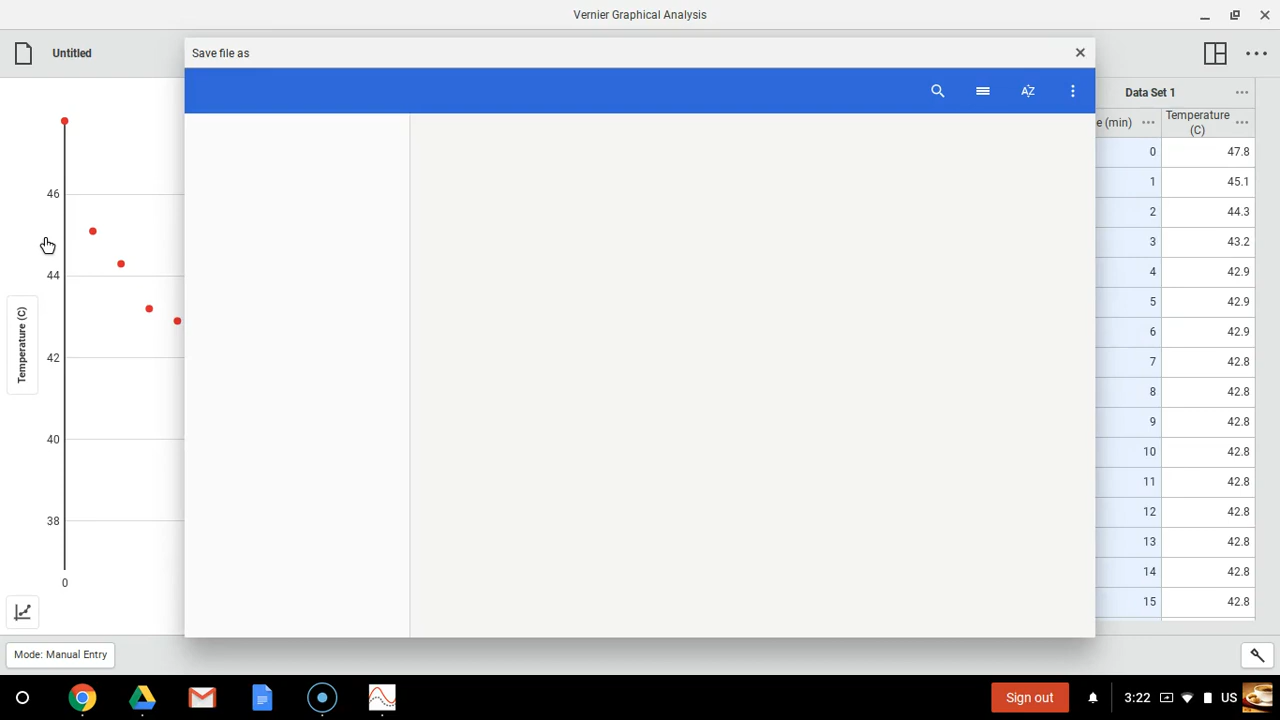 Vernier Graphical Analysis
Untitled
Save file as
AZ
Data Set 1
e (min)
Temperature
(C)
0 47.8
1 45.1
2 44.3
3 43.2
4 42.9
5 42.9
6 42.9
7 42.8
8 42.8
9 42.8
10 42.8
11 42.8
12 42.8
13 42.8
14 42.8
15 42.8
46
44
42
40
38
0
Temperature (C)
Mode: Manual Entry
Sign out
3:22
US